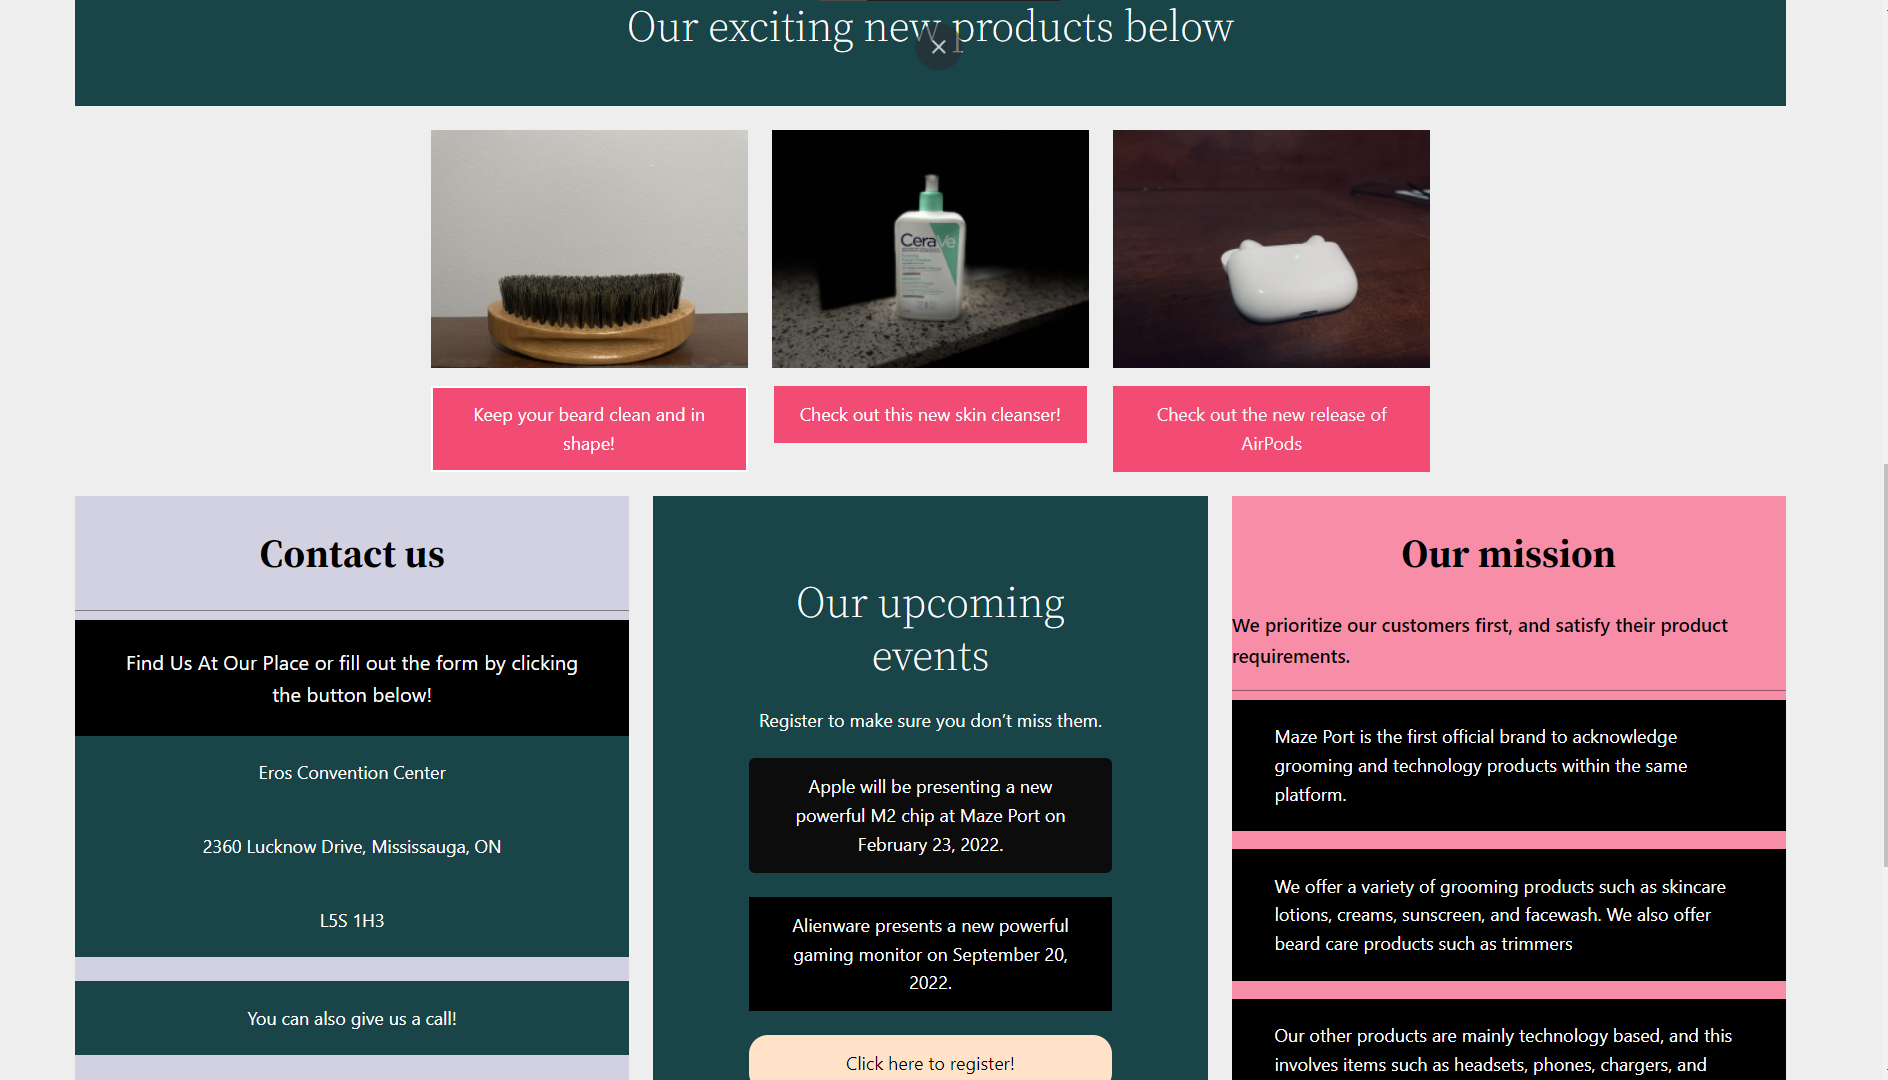 Our exciting new products below
CeraVe
Keep your beard clean and in
shape!
Check out this new skin cleanser!
Check out the new release of
AirPods
Contact us
Find Us At Our Place or fill out the form by clicking
the button below!
Eros Convention Center
2360 Lucknow Drive, Mississauga, ON
L5S 1H3
You can also give us a call!
Our upcoming
events
Register to make sure you don’t miss them.
Apple will be presenting a new
powerful M2 chip at Maze Port on
February 23, 2022.
Alienware presents a new powerful
gaming monitor on September 20,
2022.
Click here to register!
Our mission
We prioritize our customers first, and satisfy their product
requirements.
Maze Port is the first official brand to acknowledge
grooming and technology products within the same
platform.
We offer a variety of grooming products such as skincare
lotions, creams, sunscreen, and facewash. We also offer
beard care products such as trimmers
Our other products are mainly technology based, and this
involves items such as headsets, phones, chargers, and